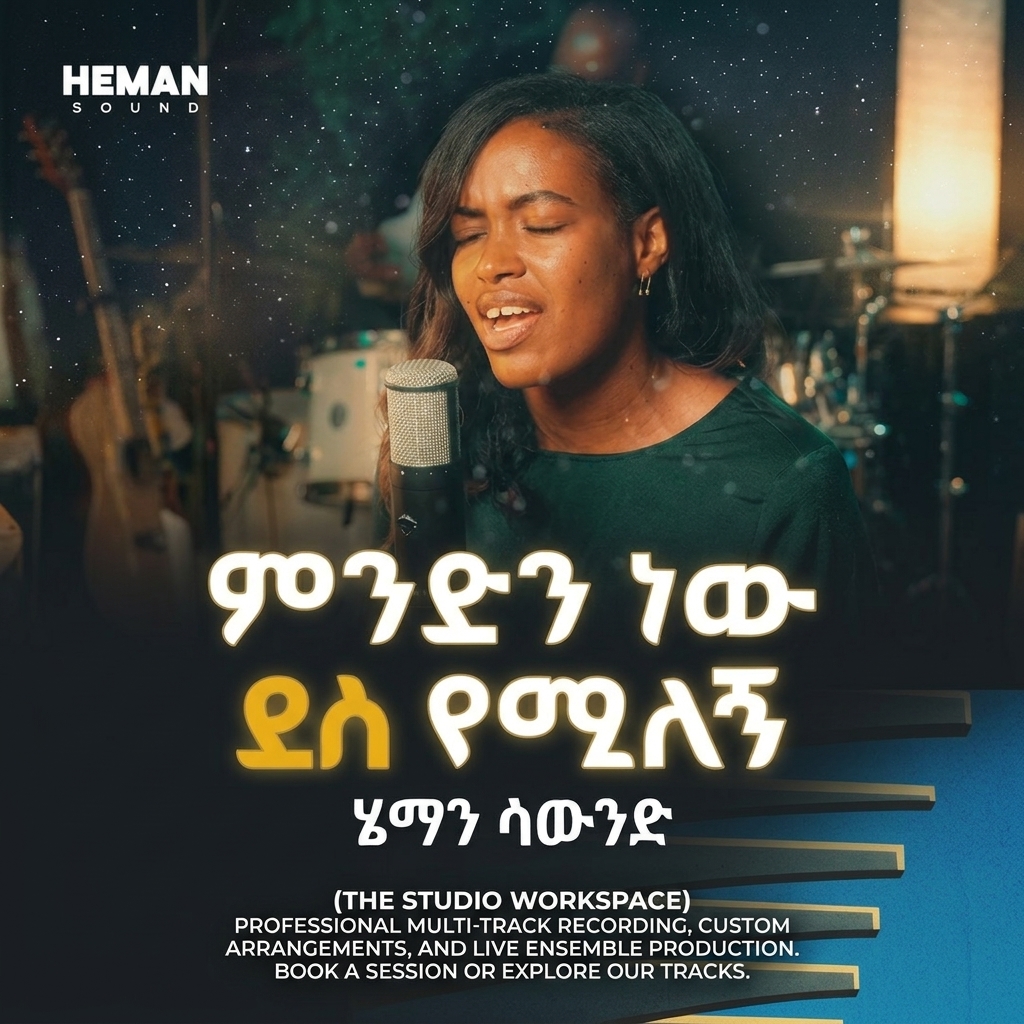 HEMAN
SOUND
ምንድን ነው
ደስ የሚለኝ
ሄማን ሳውንድ
(THE STUDIO WORKSPACE)
PROFESSIONAL MULTI-TRACK RECORDING, CUSTOM
ARRANGEMENTS, AND LIVE ENSEMBLE PRODUCTION.
BOOK A SESSION OR EXPLORE OUR TRACKS.